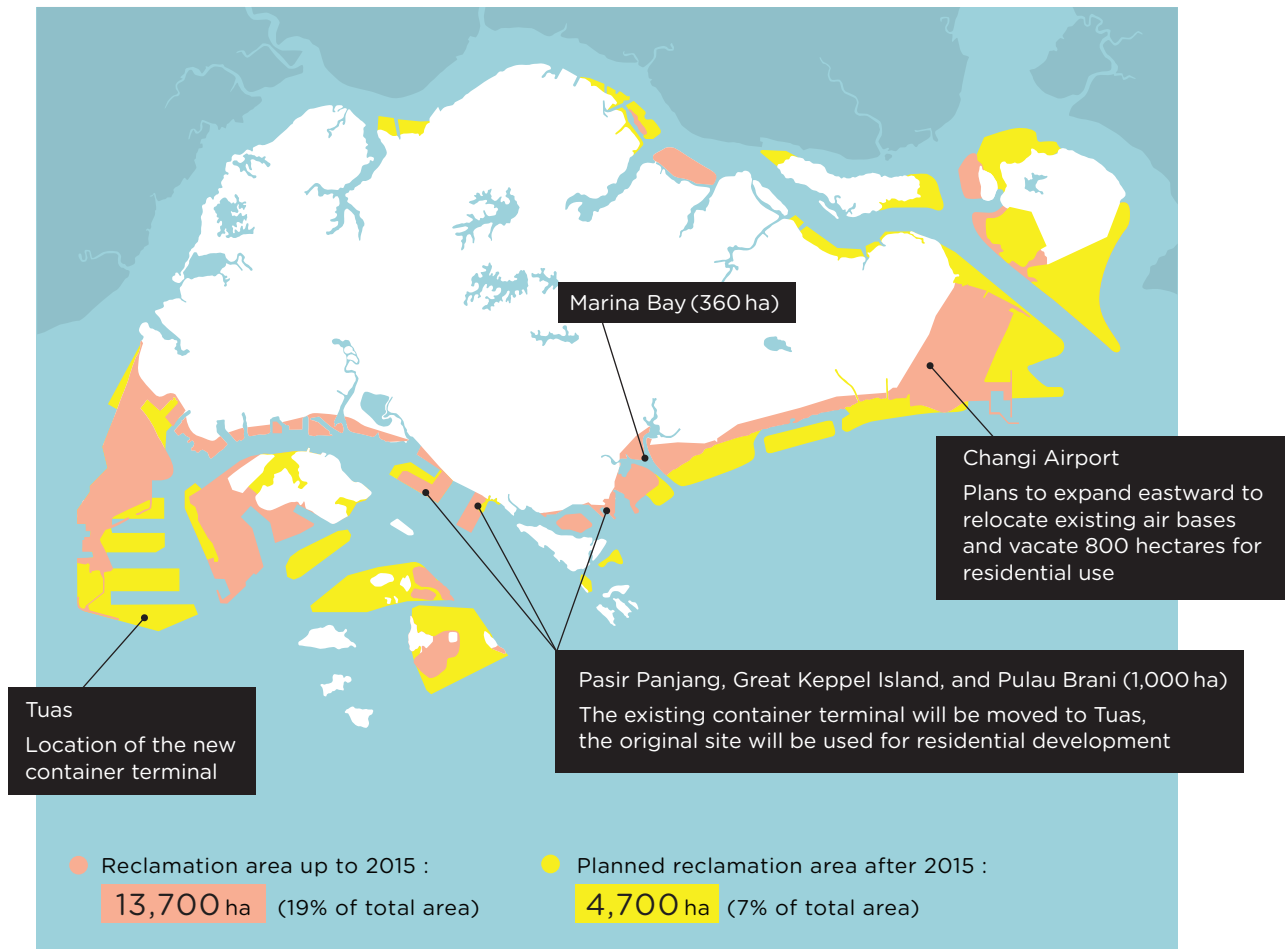 Marina Bay (360 ha)
Changi Airport
Plans to expand eastward to
relocate existing air bases
and vacate 800 hectares for
residential use
Pasir Panjang, Great Keppel Island, and Pulau Brani (1,000 ha)
The existing container terminal will be moved to Tuas,
the original site will be used for residential development
Tuas
Location of the new
container terminal
Reclamation area up to 2015 :
13,700 ha (19% of total area)
Planned reclamation area after 2015 :
4,700 ha (7% of total area)